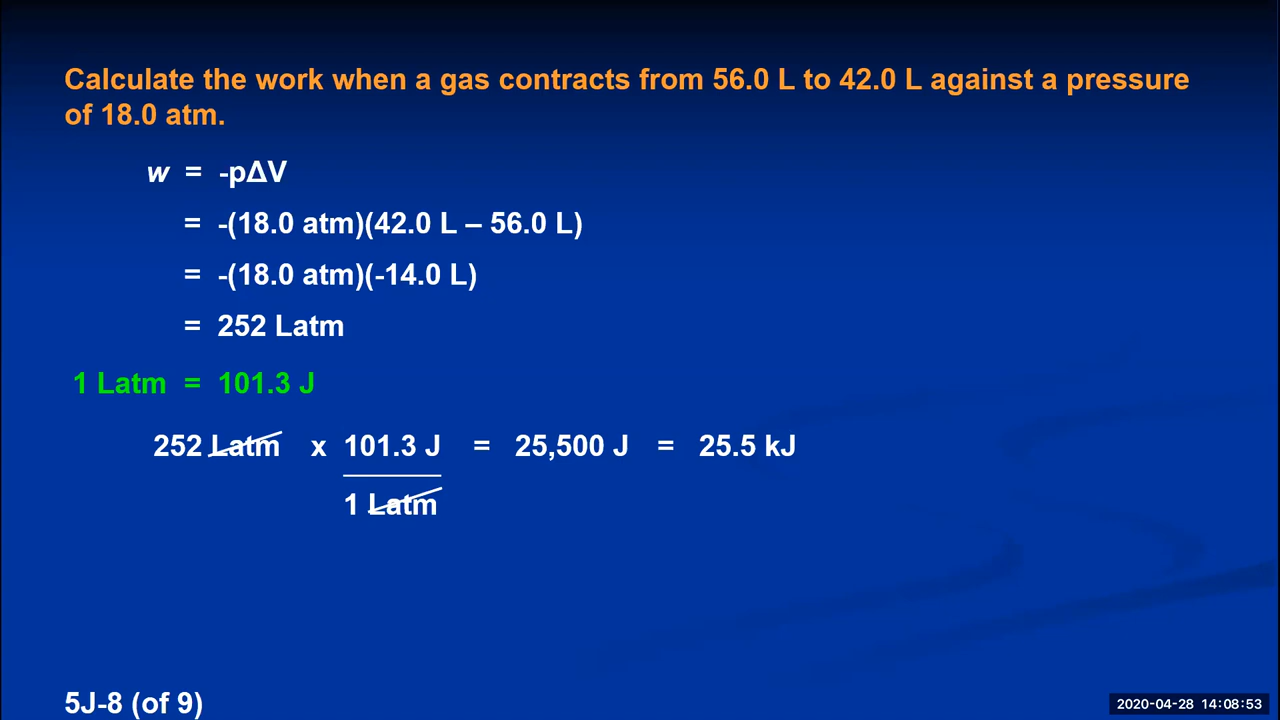 Calculate the work when a gas contracts from 56.0 L to 42.0 L against a pressure
of 18.0 atm.
w = -pΔV
= -(18.0 atm)(42.0 L – 56.0 L)
= -(18.0 atm)(-14.0 L)
= 252 Latm
1 Latm = 101.3 J
252 Latm x 101.3 J = 25,500 J = 25.5 kJ
1 Latm
5J-8 (of 9)
2020-04-28 14:08:53